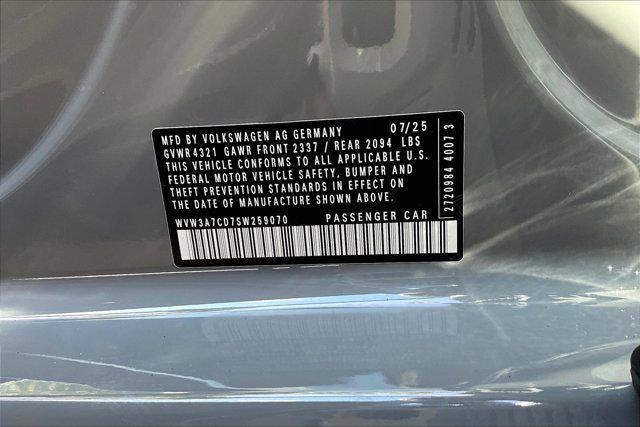 MFD BY VOLKSWAGEN AG GERMANY 07/25
GVWR4321 GAWR FRONT 2337 / REAR 2094 LBS
THIS VEHICLE CONFORMS TO ALL APPLICABLE U.S.
FEDERAL MOTOR VEHICLE SAFETY, BUMPER AND
THEFT PREVENTION STANDARDS IN EFFECT ON
THE DATE OF MANUFACTURE SHOWN ABOVE.
WVW3A7CD7SW259070 PASSENGER CAR
2720984 4007 3